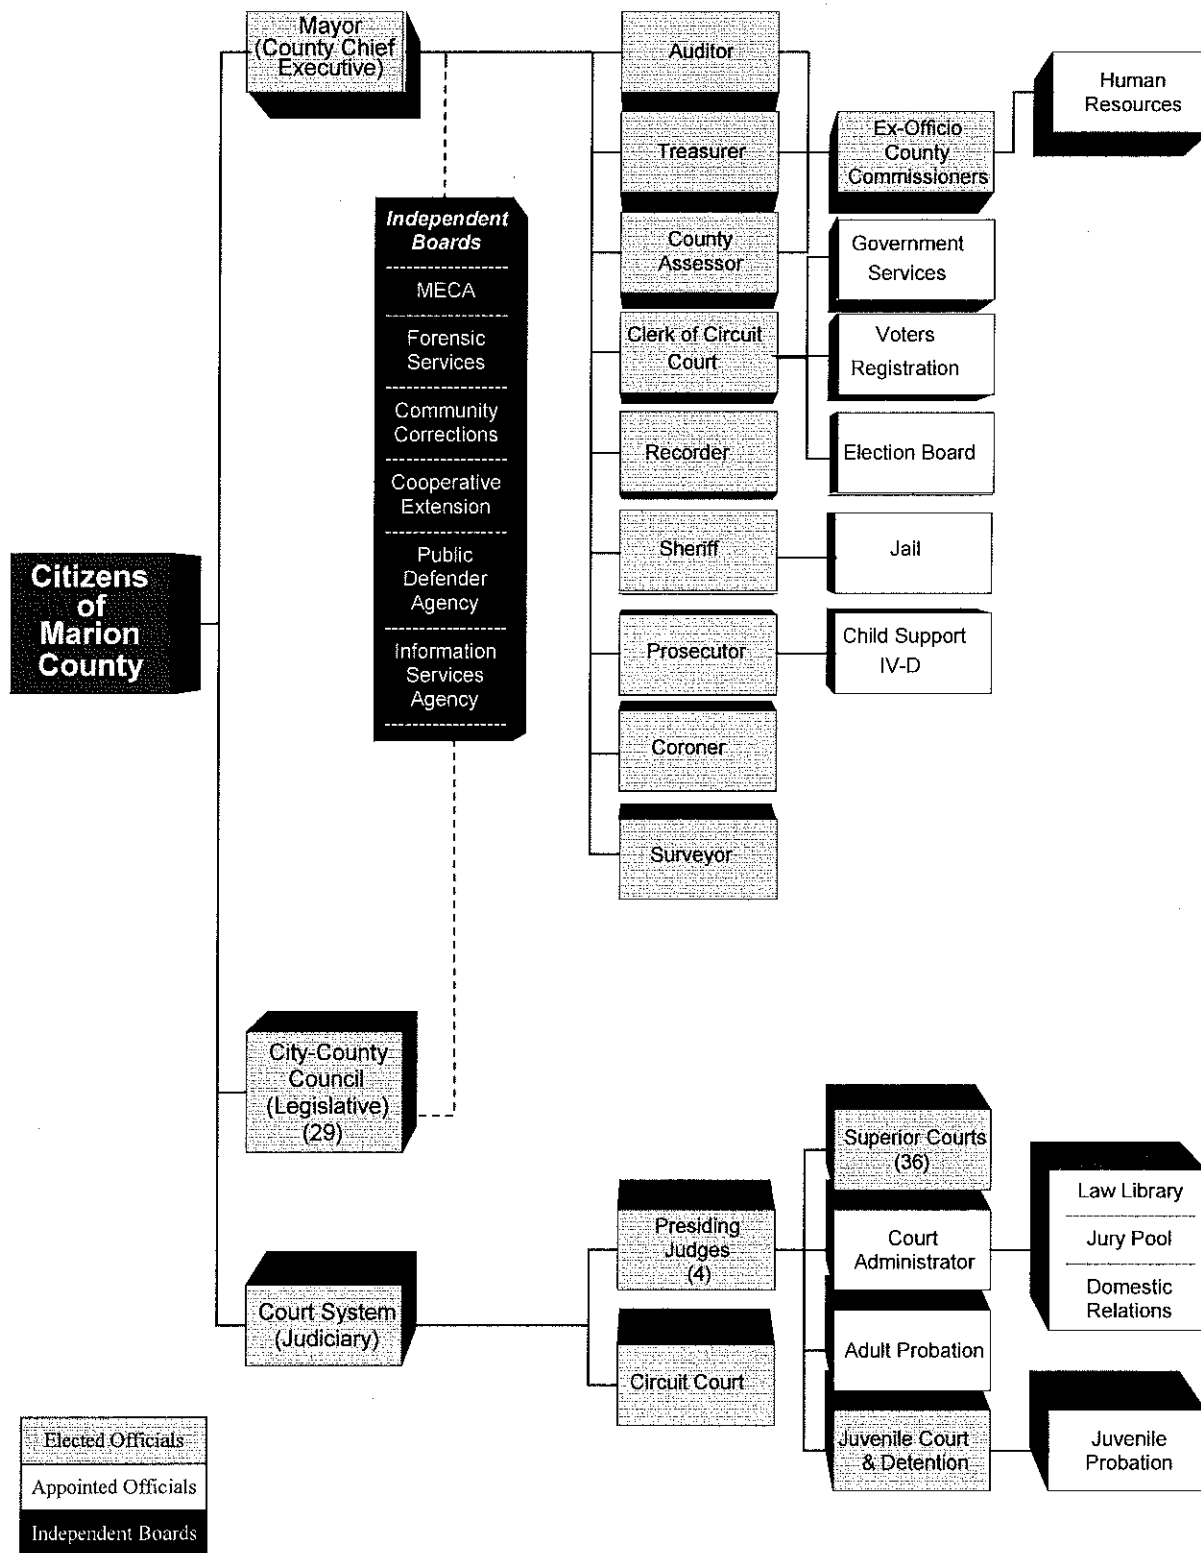 Citizens
of
Marion
County
Mayor
(County Chief
Executive)
Independent
Boards
MECA
Forensic
Services
Community
Corrections
Cooperative
Extension
Public
Defender
Agency
Information
Services
Agency
Auditor
Treasurer
County
Assessor
Clerk of Circuit
Court
Recorder
Sheriff
Prosecutor
Coroner
Surveyor
Ex-Officio
County
Commissioners
Human
Resources
Government
Services
Voters
Registration
Election Board
Jail
Child Support
IV-D
City-County
Council
(Legislative)
(29)
Court System
(Judiciary)
Presiding
Judges
(4)
Circuit Court
Superior Courts
(36)
Court
Administrator
Adult Probation
Juvenile Court
& Detention
Law Library
Jury Pool
Domestic
Relations
Juvenile
Probation
Elected Officials
Appointed Officials
Independent Boards